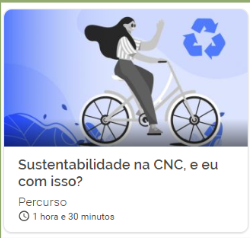 Sustentabilidade na CNC, e eu
com isso?
Percurso
1 hora e 30 minutos